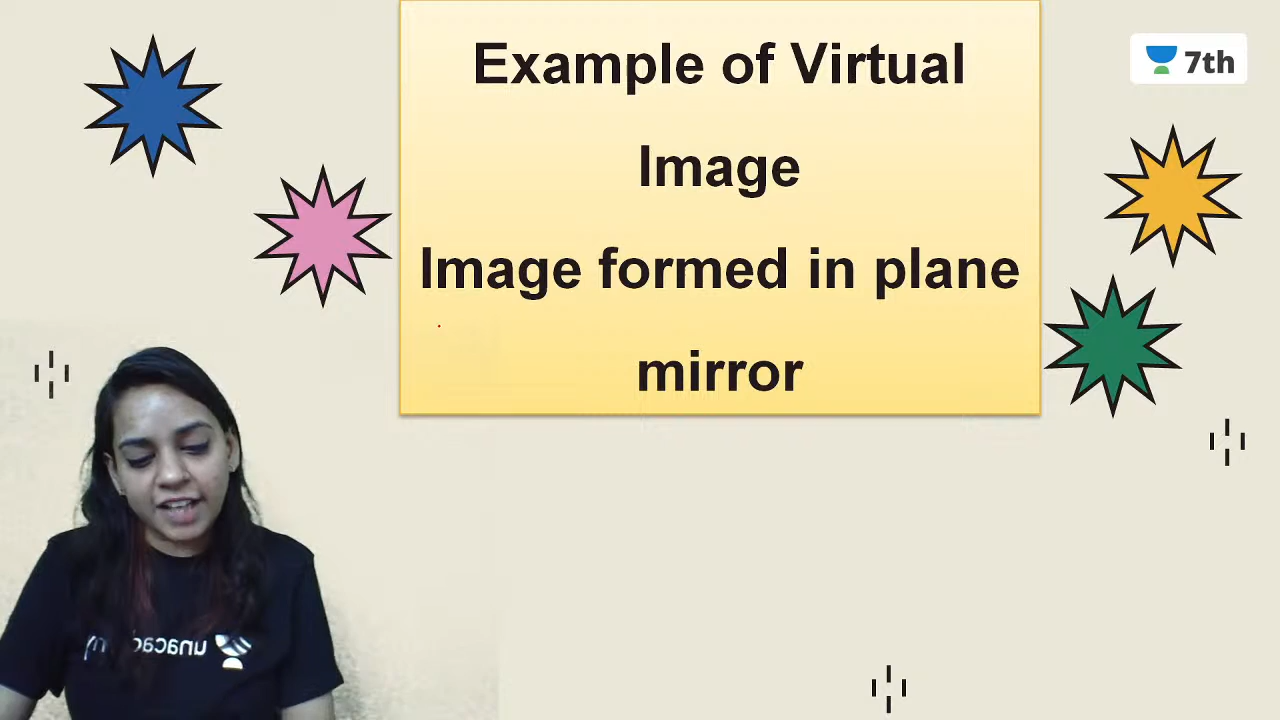 Example of Virtual
Image
Image formed in plane
mirror
7th